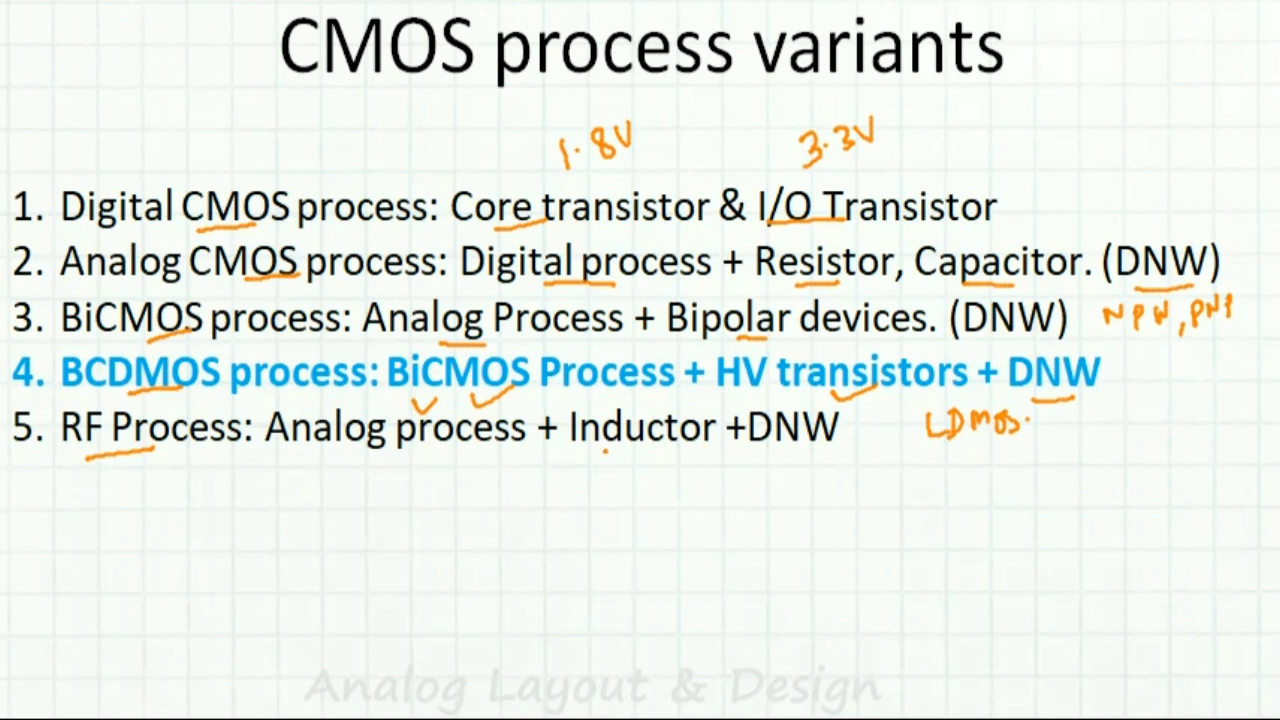 CMOS process variants
1.8V 3.3V
1. Digital CMOS process: Core transistor & I/O Transistor
2. Analog CMOS process: Digital process + Resistor, Capacitor. (DNW)
3. BiCMOS process: Analog Process + Bipolar devices. (DNW) NPN, PNP
4. BCDMOS process: BiCMOS Process + HV transistors + DNW
5. RF Process: Analog process + Inductor +DNW LDMOS.
Analog Layout & Design